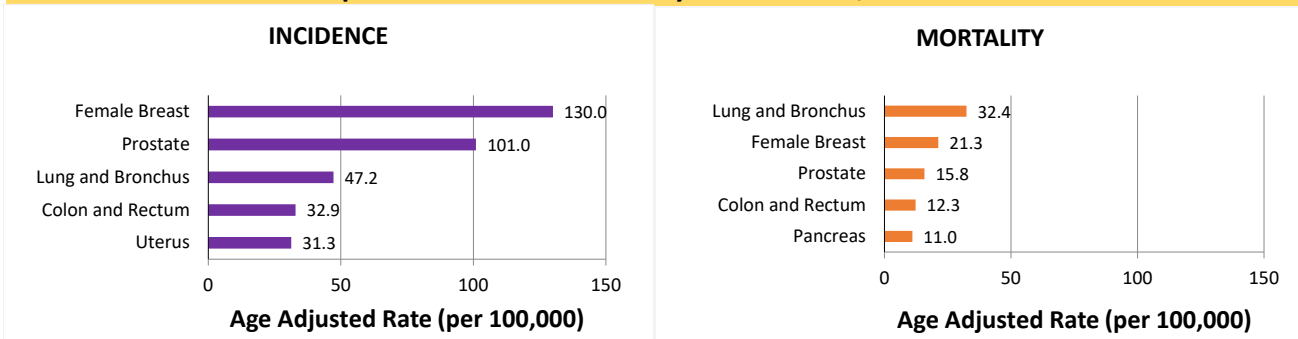 INCIDENCE
Female Breast 130.0
Prostate 101.0
Lung and Bronchus 47.2
Colon and Rectum 32.9
Uterus 31.3
0 50 100 150
Age Adjusted Rate (per 100,000)
MORTALITY
Lung and Bronchus 32.4
Female Breast 21.3
Prostate 15.8
Colon and Rectum 12.3
Pancreas 11.0
0 50 100 150
Age Adjusted Rate (per 100,000)